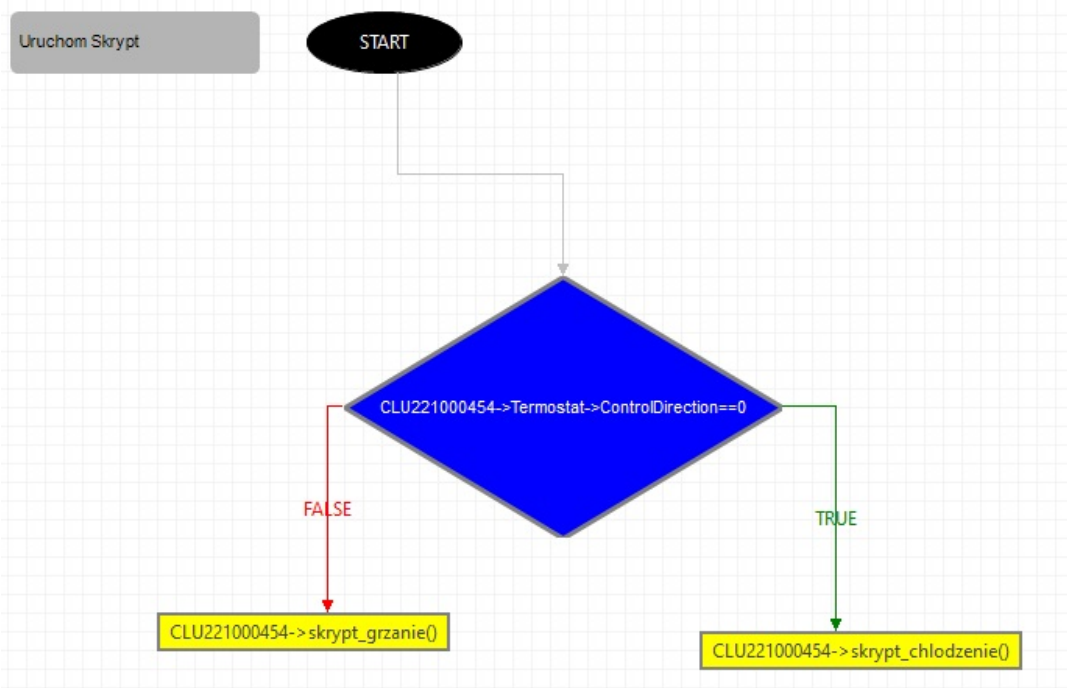 Uruchom Skrypt
START
CLU221000454->Termostat->ControlDirection==0
FALSE
TRUE
CLU221000454->skrypt_grzanie()
CLU221000454->skrypt_chlodzenie()